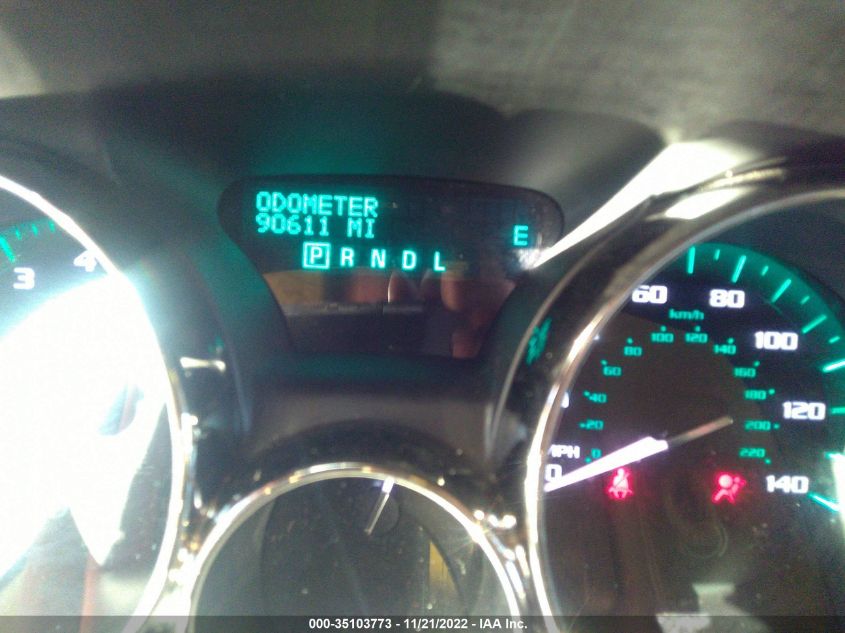 ODOMETER
90611 MI
E
P R N D L
3 4
60 80 100 120 140
km/h
0 20 40 60 80 100 120 140 160 180 200 220
MPH
0
000-35103773 - 11/21/2022 - IAA Inc.